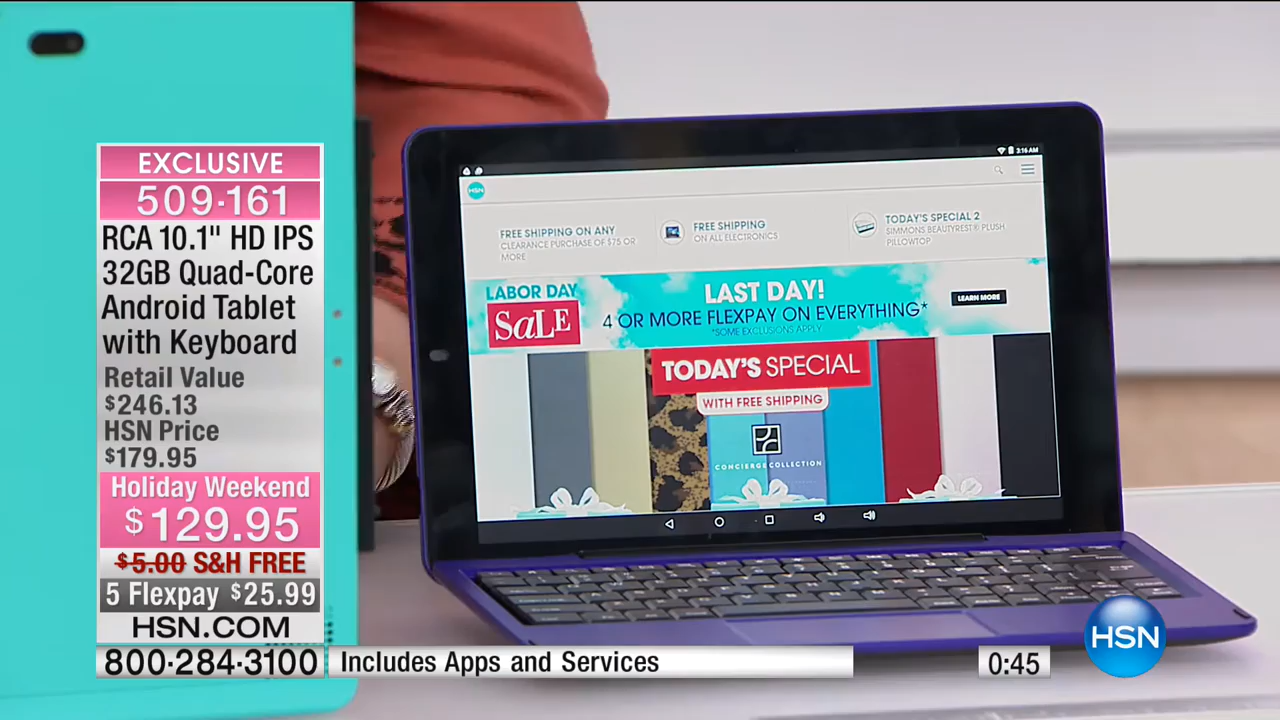 EXCLUSIVE
509-161
RCA 10.1" HD IPS
32GB Quad-Core
Android Tablet
with Keyboard
Retail Value
$246.13
HSN Price
$179.95
Holiday Weekend
$129.95
$5.00 S&H FREE
5 Flexpay $25.99
HSN.COM
800-284-3100
Includes Apps and Services
0:45
HSN
3:16 AM
HSN
FREE SHIPPING ON ANY
CLEARANCE PURCHASE OF $75 OR
MORE
FREE SHIPPING
ON ALL ELECTRONICS
TODAY'S SPECIAL 2
SIMMONS BEAUTYREST® PLUSH
PILLOWTOP
LABOR DAY
SALE
LAST DAY!
4 OR MORE FLEXPAY ON EVERYTHING*
*SOME EXCLUSIONS APPLY
LEARN MORE
TODAY'S SPECIAL
WITH FREE SHIPPING
CONCIERGE COLLECTION